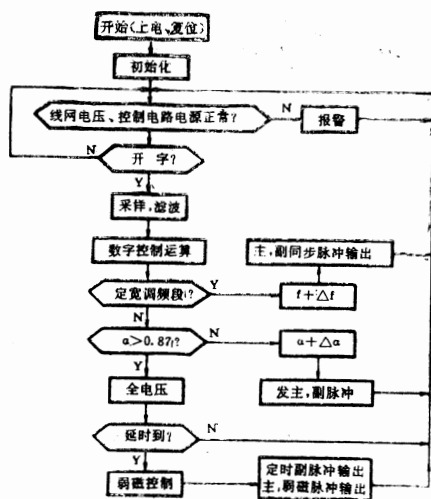 开始(上电、复位)
初始化
线网电压、控制电路电源正常?
N
报警
N
开 字?
Y
采样,滤波
数字控制运算
主,副同步脉冲输出
定宽调频段?
Y
f+△f
N
α>0.87?
N
α+△α
Y
全电压
发主,副脉冲
延时到?
N
Y
弱磁控制
定时副脉冲输出
主,弱磁脉冲输出